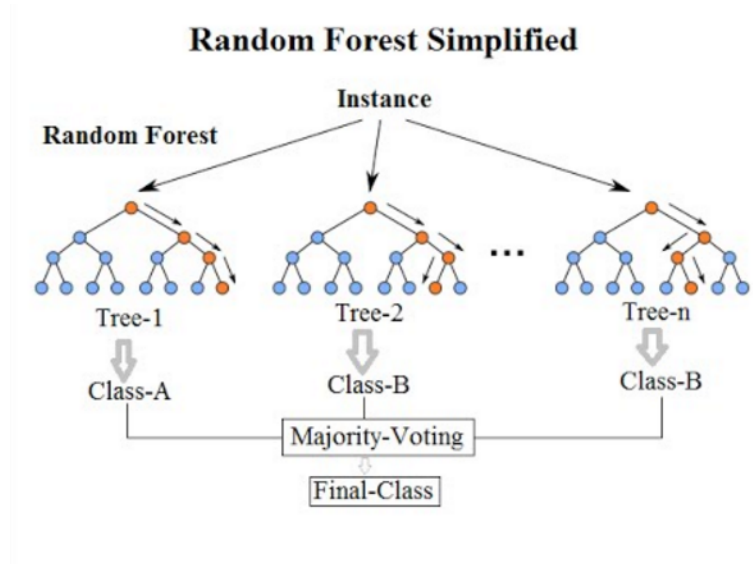 Random Forest Simplified
Instance
Random Forest
...
Tree-1
Tree-2
Tree-n
Class-A
Class-B
Class-B
Majority-Voting
Final-Class